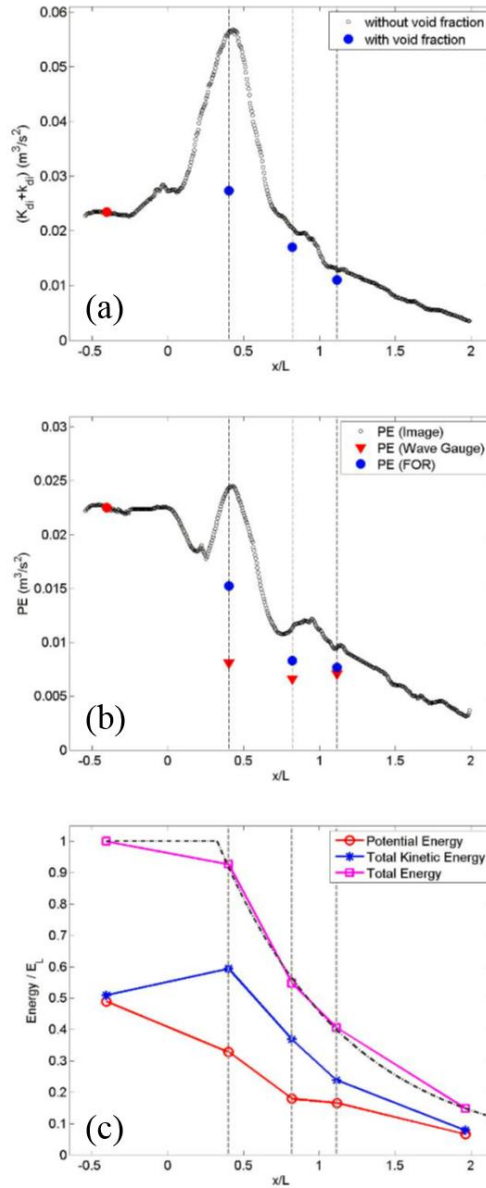 0.06
without void fraction
with void fraction
0.05
0.04
(K_di+k_di) (m³/s²)
0.03
0.02
0.01
(a)
0
-0.5 0 0.5 1 1.5 2
x/L
0.03
PE (Image)
PE (Wave Gauge)
PE (FOR)
0.025
0.02
PE (m³/s²)
0.015
0.01
0.005
(b)
0
-0.5 0 0.5 1 1.5 2
x/L
Potential Energy
Total Kinetic Energy
Total Energy
1
0.9
0.8
0.7
0.6
Energy / E_L
0.5
0.4
0.3
0.2
0.1
(c)
0
-0.5 0 0.5 1 1.5 2
x/L